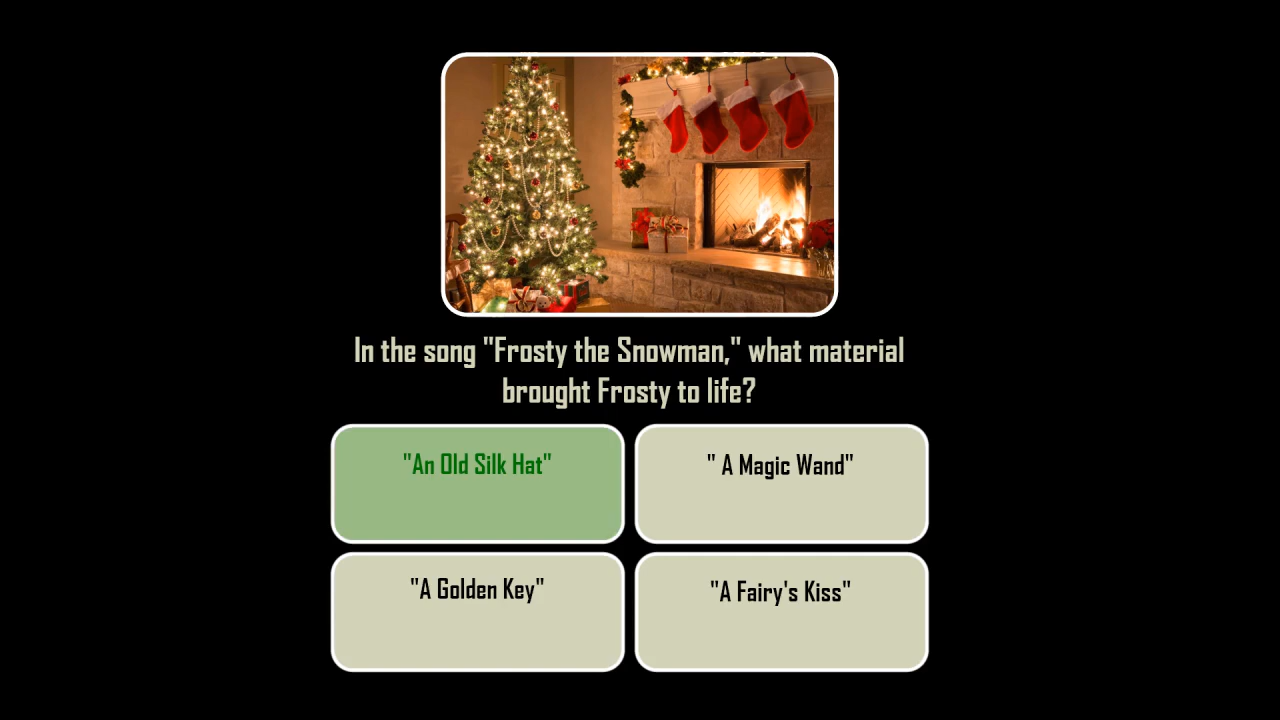 In the song "Frosty the Snowman," what material
brought Frosty to life?
"An Old Silk Hat"
" A Magic Wand"
"A Golden Key"
"A Fairy's Kiss"